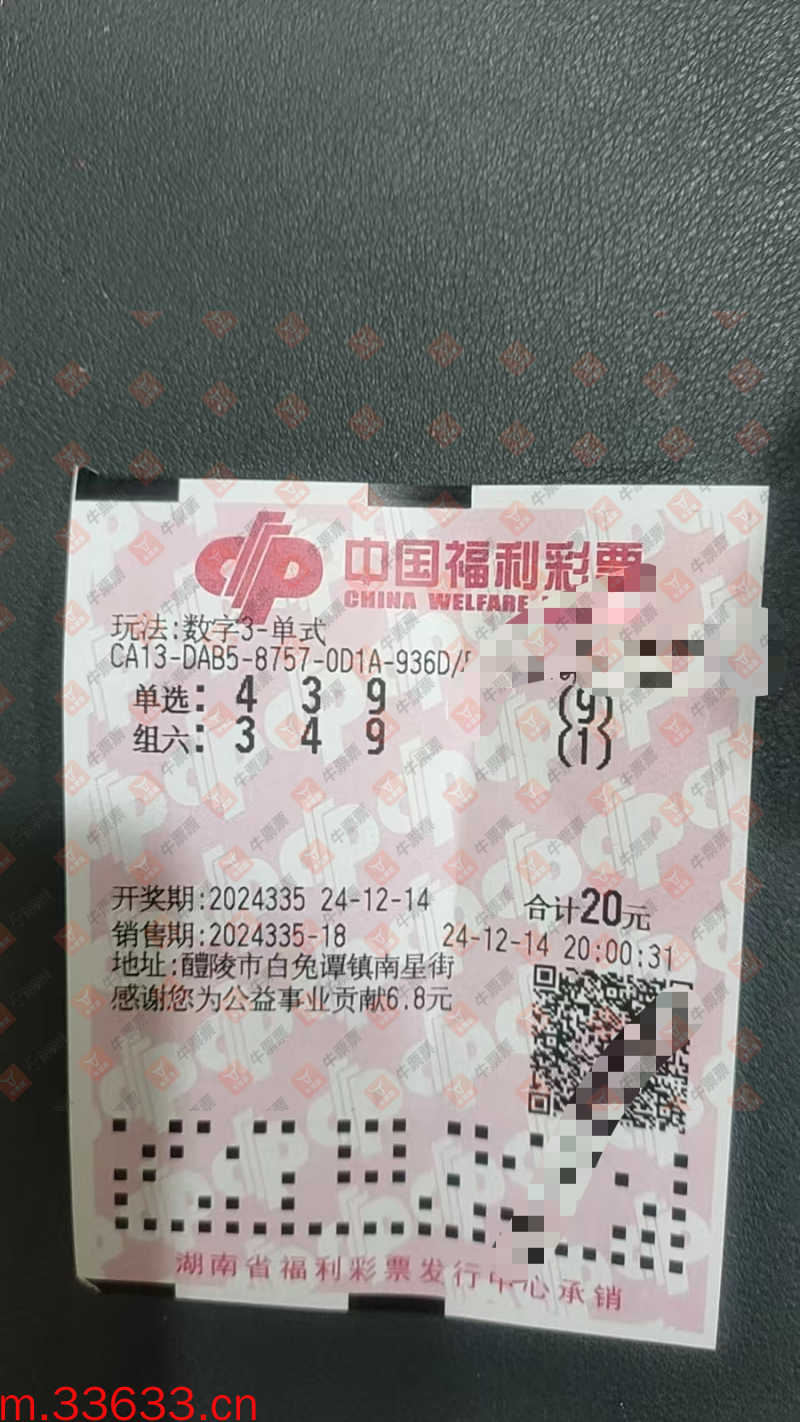 中国福利彩票
CHINA WELFARE
玩法:数字3-单式
CA13-DAB5-8757-0D1A-936D/
单选: 4 3 9 (9)
组六: 3 4 9 (1)
开奖期:2024335 24-12-14 合计20元
销售期:2024335-18 24-12-14 20:00:31
地址:醴陵市白兔潭镇南星街
感谢您为公益事业贡献6.8元
湖南省福利彩票发行中心承销
牛票票
m.33633.cn